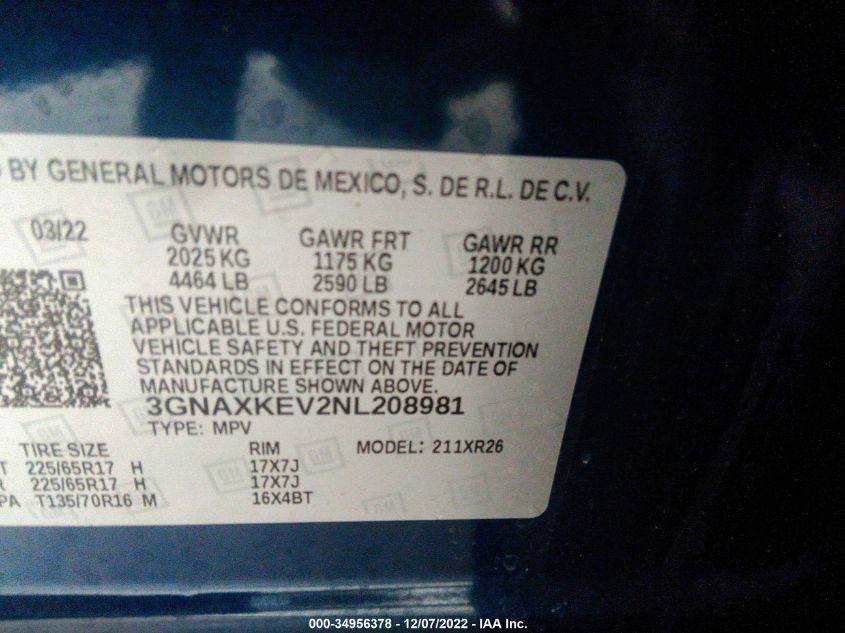 BY GENERAL MOTORS DE MEXICO, S. DE R.L. DE C.V.
03/22 GVWR GAWR FRT GAWR RR
2025 KG 1175 KG 1200 KG
4464 LB 2590 LB 2645 LB
THIS VEHICLE CONFORMS TO ALL
APPLICABLE U.S. FEDERAL MOTOR
VEHICLE SAFETY AND THEFT PREVENTION
STANDARDS IN EFFECT ON THE DATE OF
MANUFACTURE SHOWN ABOVE.
3GNAXKEV2NL208981
TYPE: MPV
TIRE SIZE RIM MODEL: 211XR26
T 225/65R17 H 17X7J
R 225/65R17 H 17X7J
PA T135/70R16 M 16X4BT
000-34956378 - 12/07/2022 - IAA Inc.